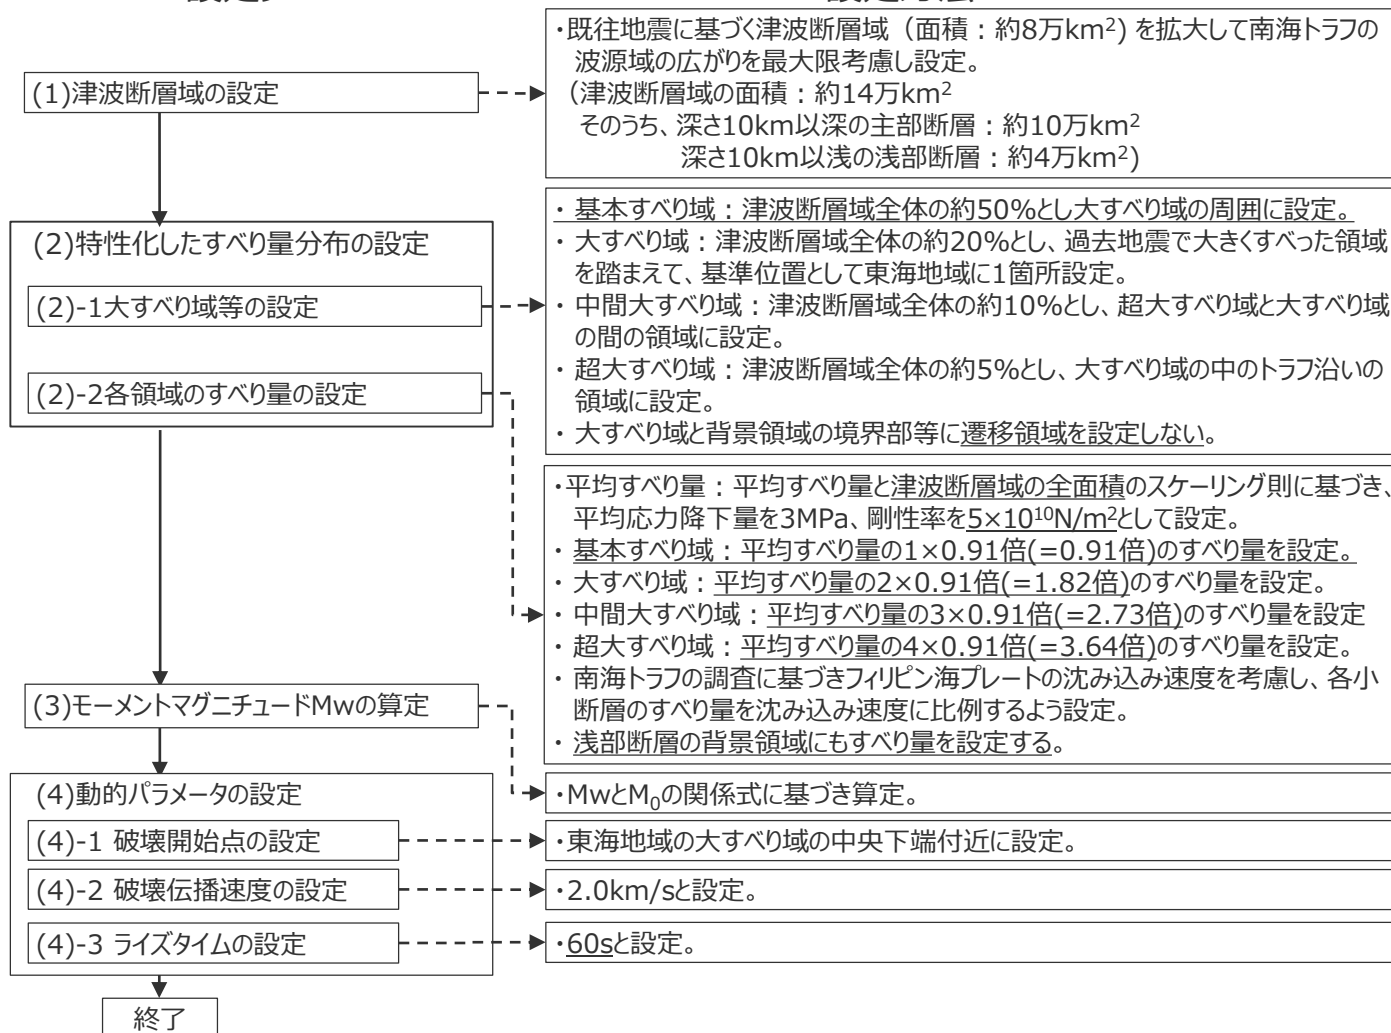 (1)津波断層域の設定
・既往地震に基づく津波断層域（面積：約8万km²) を拡大して南海トラフの
波源域の広がりを最大限考慮し設定。
（津波断層域の面積：約14万km²
そのうち、深さ10km以深の主部断層：約10万km²
深さ10km以浅の浅部断層：約4万km²)
(2)特性化したすべり量分布の設定
(2)-1大すべり域等の設定
(2)-2各領域のすべり量の設定
・ 基本すべり域：津波断層域全体の約50%とし大すべり域の周囲に設定。
・ 大すべり域：津波断層域全体の約20%とし、過去地震で大きくすべった領域
を踏まえて、基準位置として東海地域に1箇所設定。
・ 中間大すべり域：津波断層域全体の約10%とし、超大すべり域と大すべり域
の間の領域に設定。
・ 超大すべり域：津波断層域全体の約5%とし、大すべり域の中のトラフ沿いの
領域に設定。
・ 大すべり域と背景領域の境界部等に遷移領域を設定しない。
・平均すべり量：平均すべり量と津波断層域の全面積のスケーリング則に基づき、
平均応力降下量を3MPa、剛性率を5×10¹⁰N/m²として設定。
・ 基本すべり域：平均すべり量の1×0.91倍(=0.91倍)のすべり量を設定。
・ 大すべり域：平均すべり量の2×0.91倍(=1.82倍)のすべり量を設定。
・ 中間大すべり域：平均すべり量の3×0.91倍(=2.73倍)のすべり量を設定
・ 超大すべり域：平均すべり量の4×0.91倍(=3.64倍)のすべり量を設定。
・ 南海トラフの調査に基づきフィリピン海プレートの沈み込み速度を考慮し、各小
断層のすべり量を沈み込み速度に比例するよう設定。
・ 浅部断層の背景領域にもすべり量を設定する。
(3)モーメントマグニチュードMwの算定
・MwとM₀の関係式に基づき算定。
(4)動的パラメータの設定
(4)-1 破壊開始点の設定
・東海地域の大すべり域の中央下端付近に設定。
(4)-2 破壊伝播速度の設定
・2.0km/sと設定。
(4)-3 ライズタイムの設定
・60sと設定。
終了